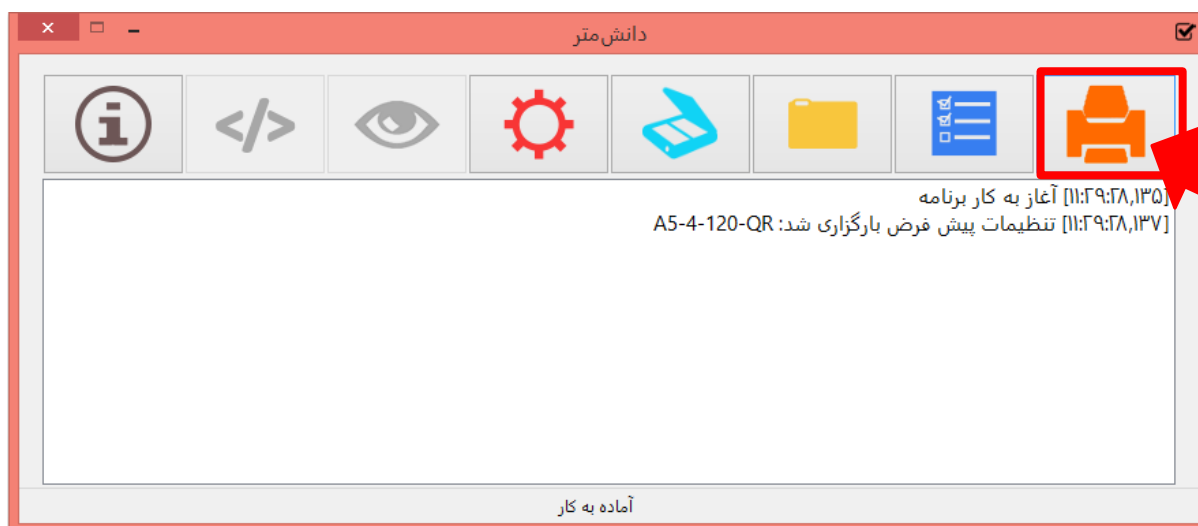 دانش‌متر
</>
[۱۱:۲۹:۲۸,۱۳۵] آغاز به کار برنامه
[۱۱:۲۹:۲۸,۱۳۷] تنظیمات پیش فرض بارگزاری شد: A5-4-120-QR
آماده به کار